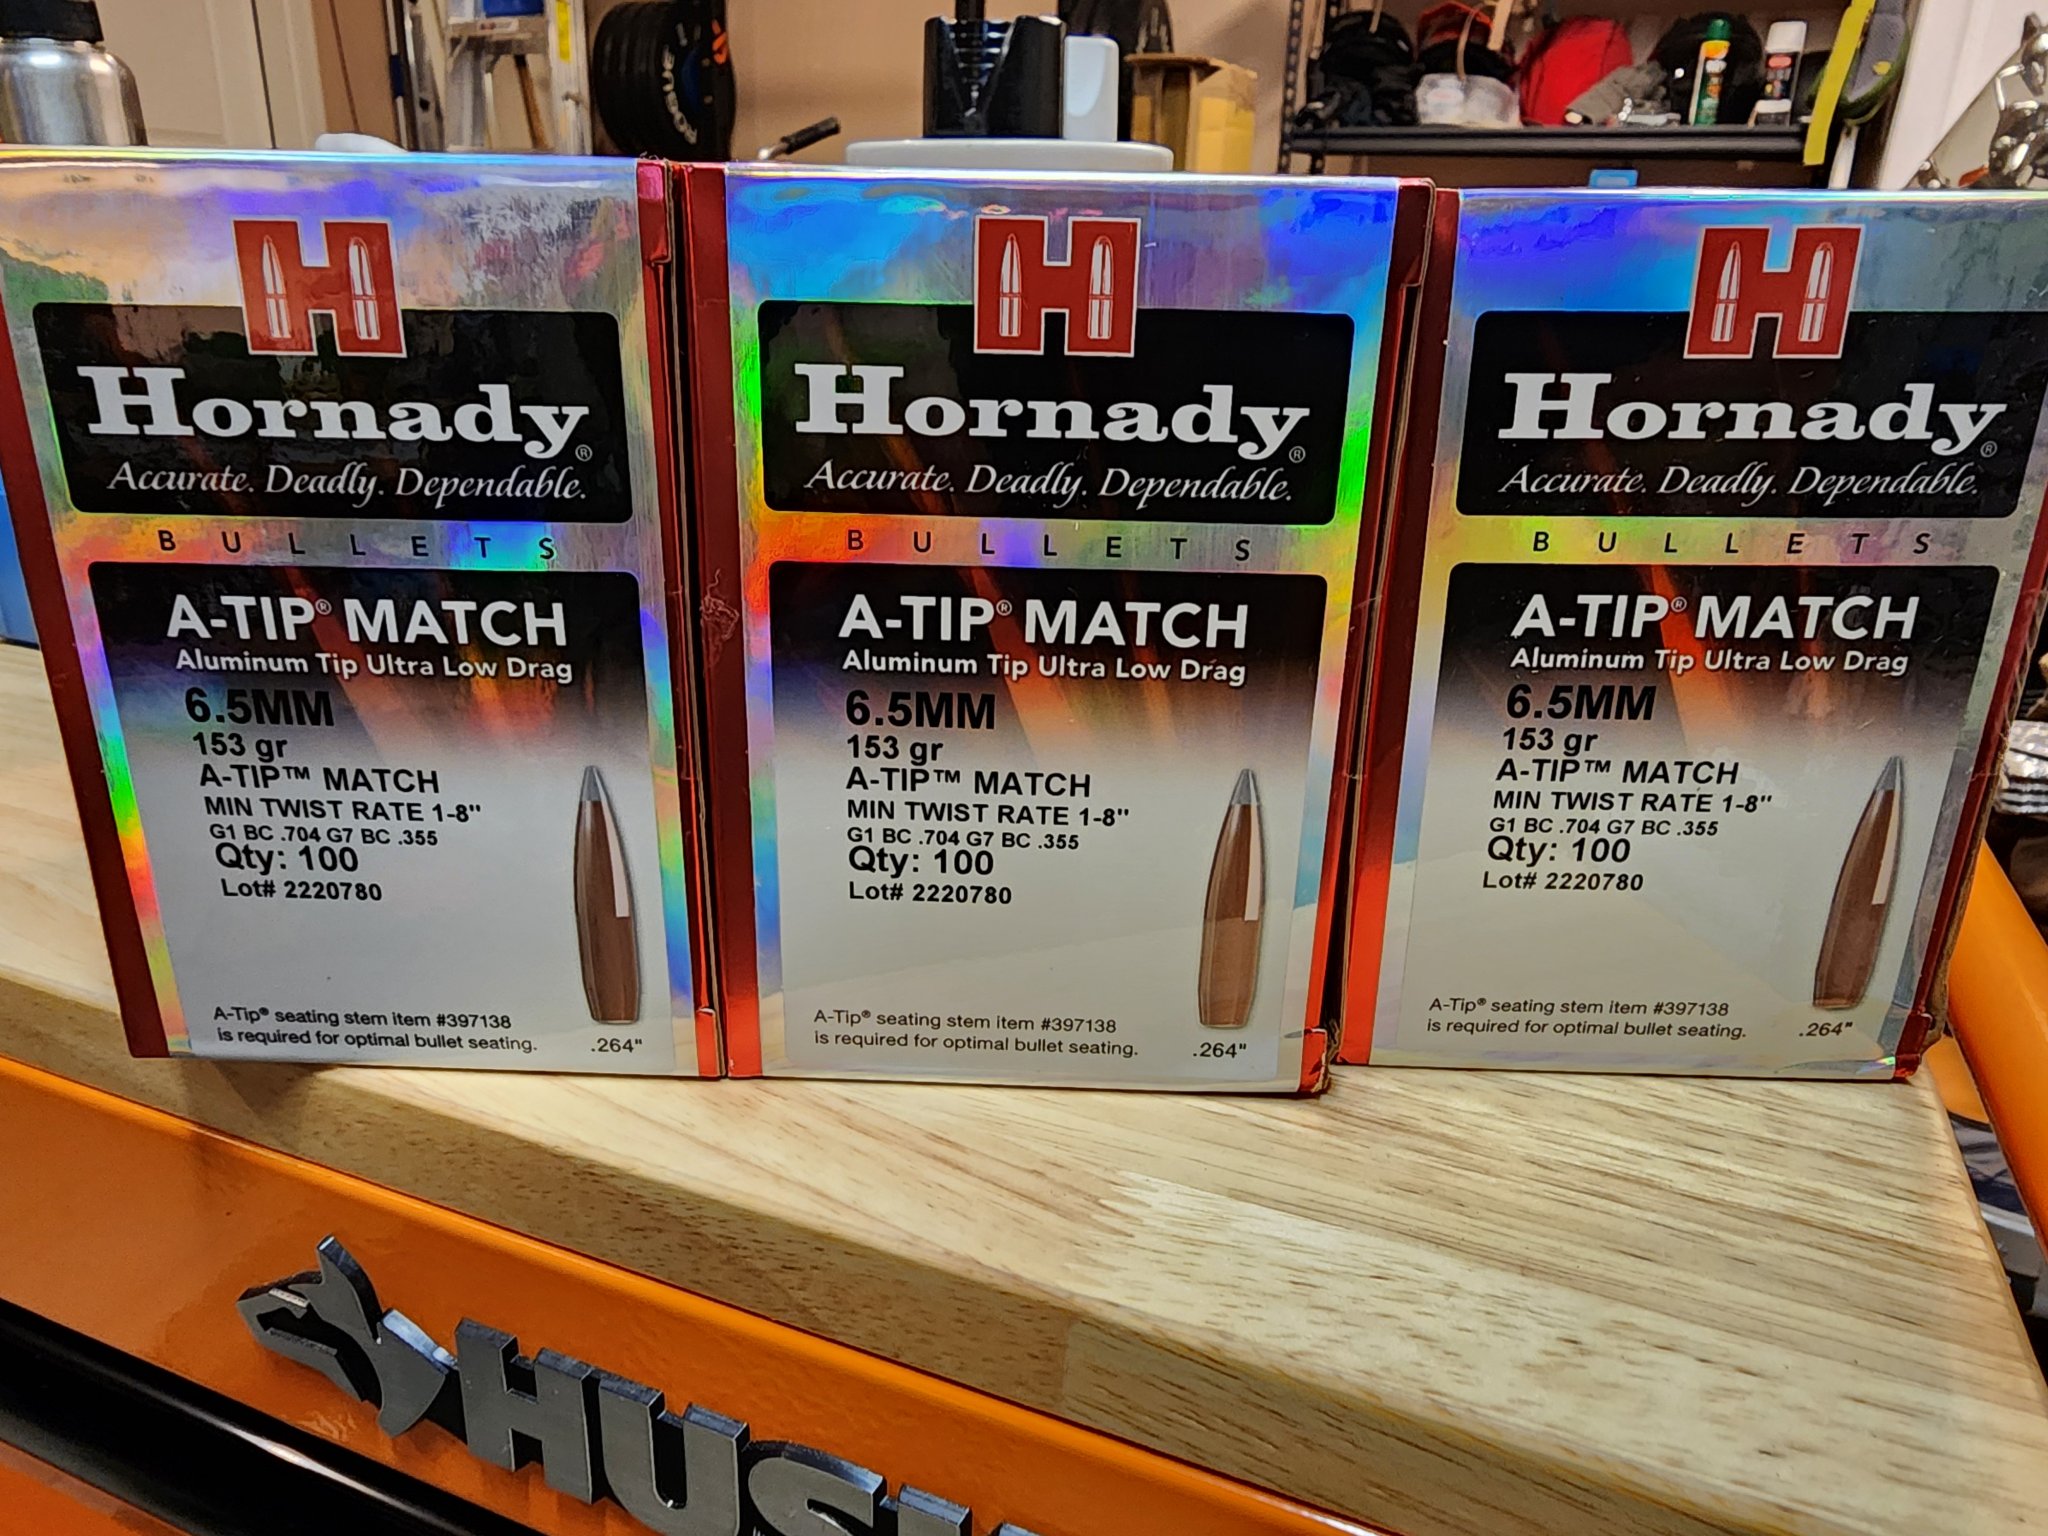 ROGUE
Hornady®
Accurate. Deadly. Dependable.
BULLETS
A-TIP® MATCH
Aluminum Tip Ultra Low Drag
6.5MM
153 gr
A-TIP™ MATCH
MIN TWIST RATE 1-8"
G1 BC .704 G7 BC .355
Qty: 100
Lot# 2220780
A-Tip® seating stem item #397138
is required for optimal bullet seating.
.264"
Hornady®
Accurate. Deadly. Dependable.
BULLETS
A-TIP® MATCH
Aluminum Tip Ultra Low Drag
6.5MM
153 gr
A-TIP™ MATCH
MIN TWIST RATE 1-8"
G1 BC .704 G7 BC .355
Qty: 100
Lot# 2220780
A-Tip® seating stem item #397138
is required for optimal bullet seating.
.264"
Hornady®
Accurate. Deadly. Dependable.
BULLETS
A-TIP® MATCH
Aluminum Tip Ultra Low Drag
6.5MM
153 gr
A-TIP™ MATCH
MIN TWIST RATE 1-8"
G1 BC .704 G7 BC .355
Qty: 100
Lot# 2220780
A-Tip® seating stem item #397138
is required for optimal bullet seating.
.264"
HUS